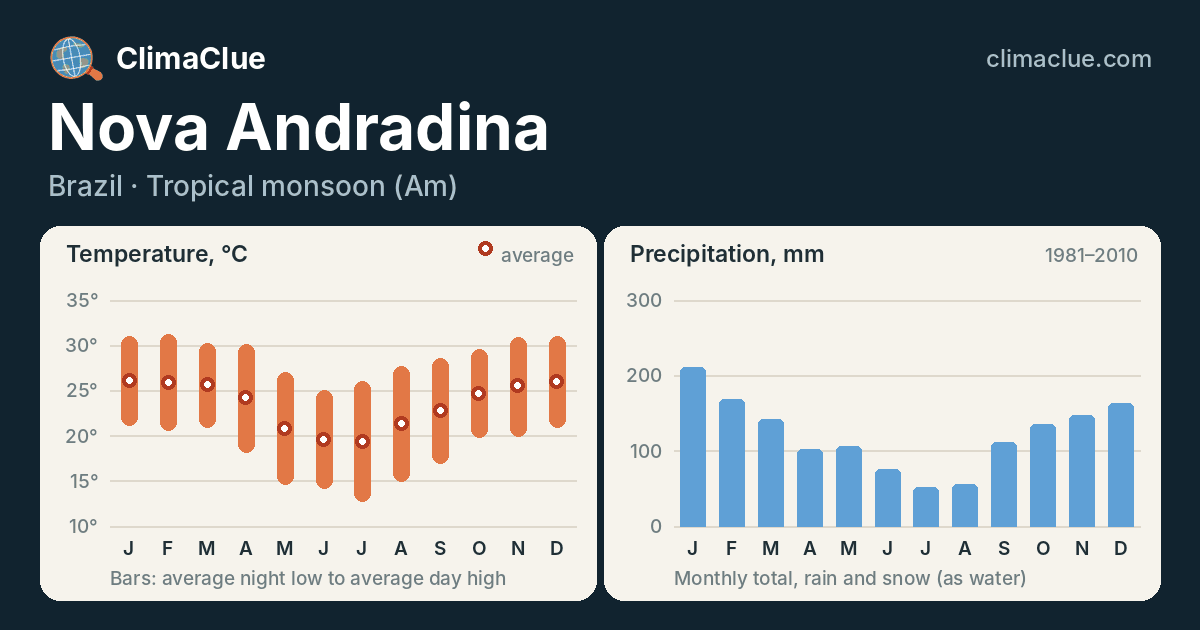 ClimaClue
climaclue.com
Nova Andradina
Brazil · Tropical monsoon (Am)
Temperature, °C
average
35°
30°
25°
20°
15°
10°
J F M A M J J A S O N D
Bars: average night low to average day high
Precipitation, mm
1981–2010
300
200
100
0
J F M A M J J A S O N D
Monthly total, rain and snow (as water)